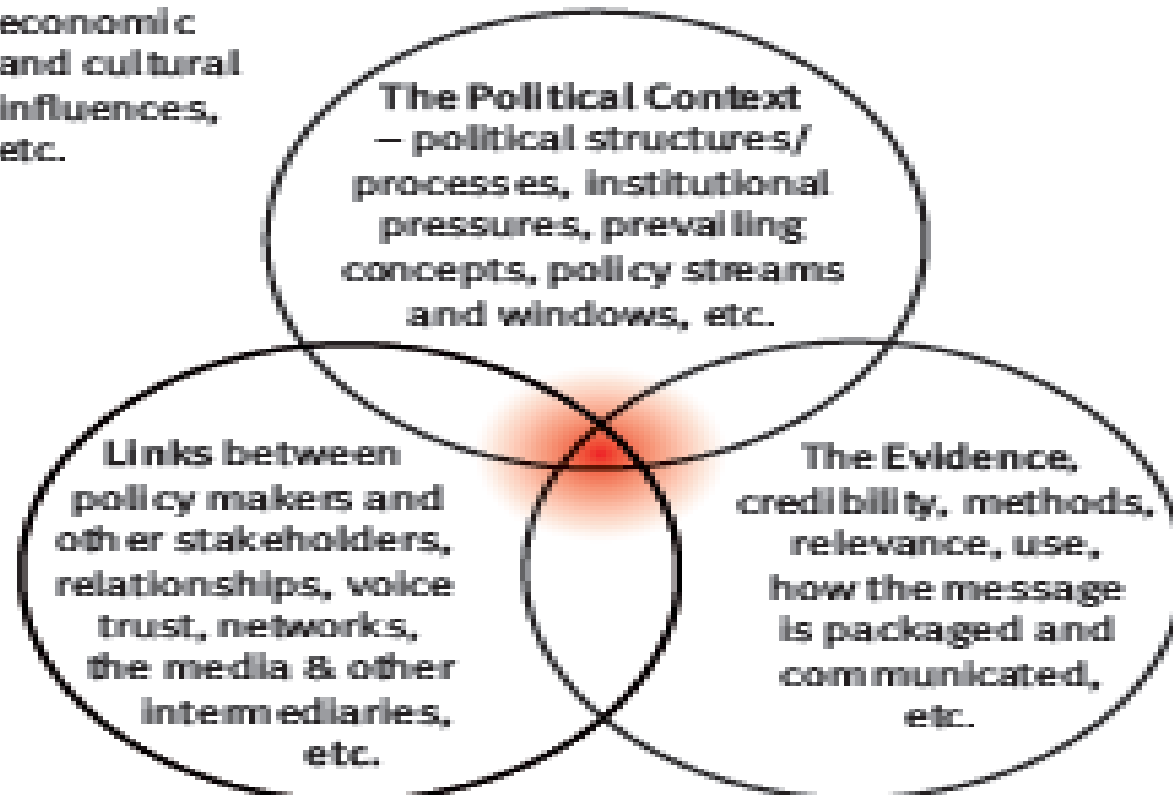 economic
and cultural
influences,
etc.
The Political Context
– political structures/
processes, institutional
pressures, prevailing
concepts, policy streams
and windows, etc.
Links between
policy makers and
other stakeholders,
relationships, voice
trust, networks,
the media & other
intermediaries,
etc.
The Evidence,
credibility, methods,
relevance, use,
how the message
is packaged and
communicated,
etc.